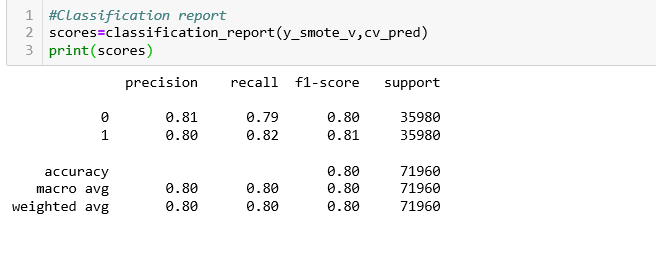 1 #Classification report
2 scores=classification_report(y_smote_v,cv_pred)
3 print(scores)
precision recall f1-score support
0 0.81 0.79 0.80 35980
1 0.80 0.82 0.81 35980
accuracy 0.80 71960
macro avg 0.80 0.80 0.80 71960
weighted avg 0.80 0.80 0.80 71960